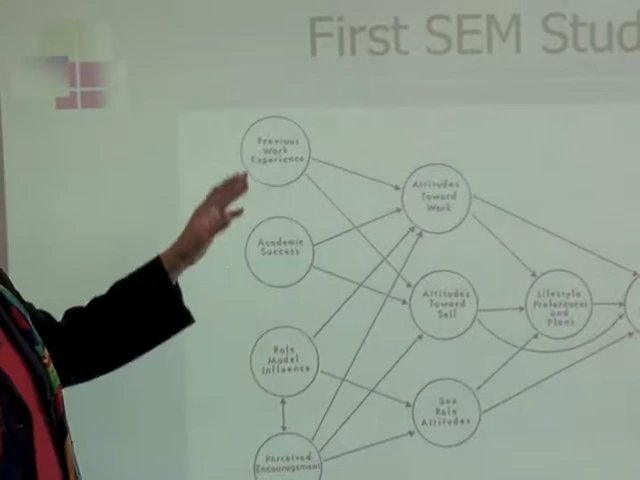 First SEM Stud
Previous
Work
Experience
Attitudes
Toward
Work
Academic
Success
Attitudes
Toward
Self
Lifestyle
Preferences
and
Plans
Role
Model
Influence
Sex
Role
Attitudes
Perceived
Encouragement